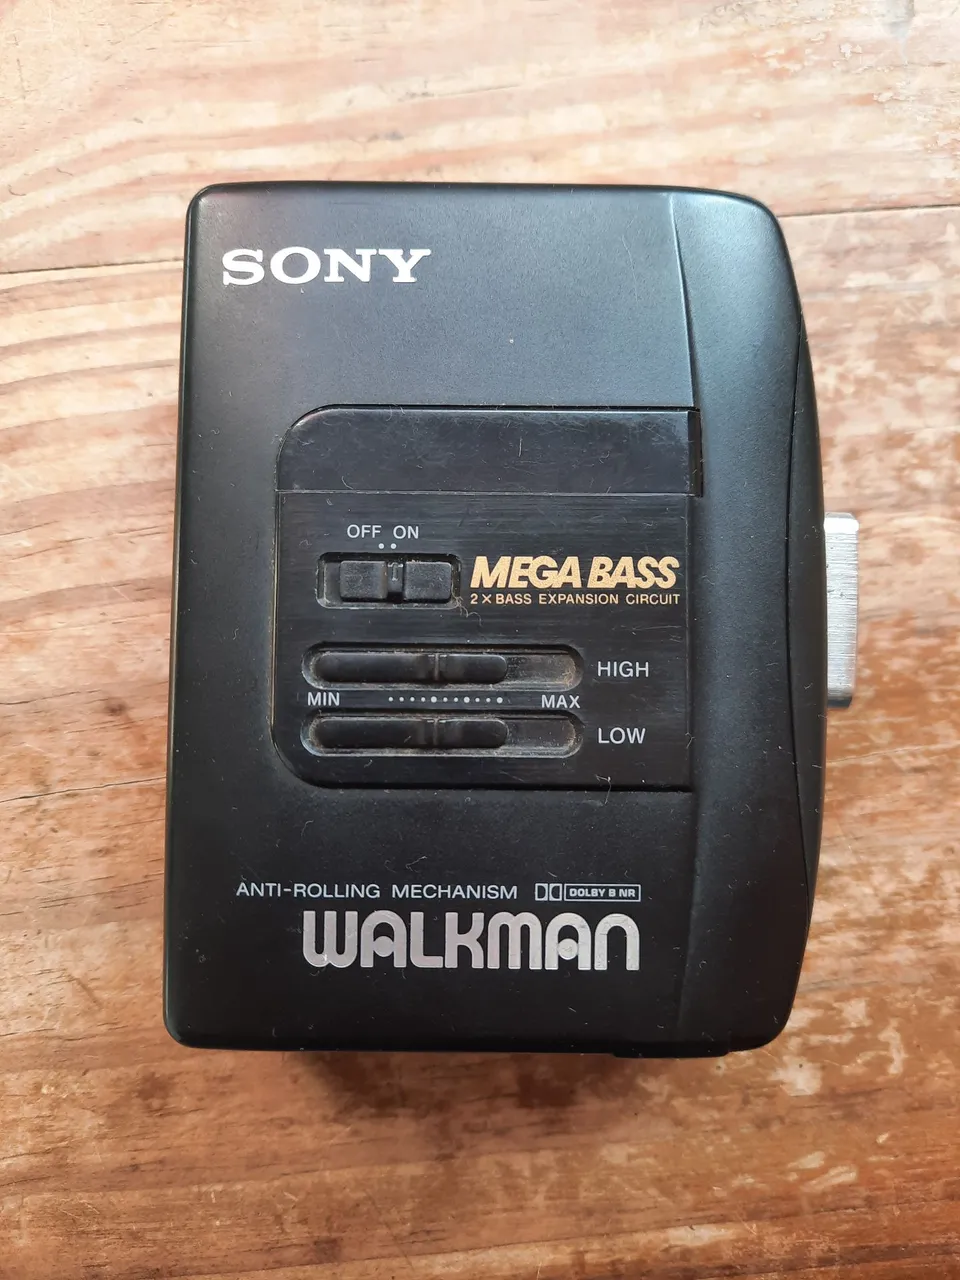 SONY
OFF ON
MEGA BASS
2 × BASS EXPANSION CIRCUIT
HIGH
MIN MAX
LOW
ANTI-ROLLING MECHANISM DOLBY B NR
WALKMAN